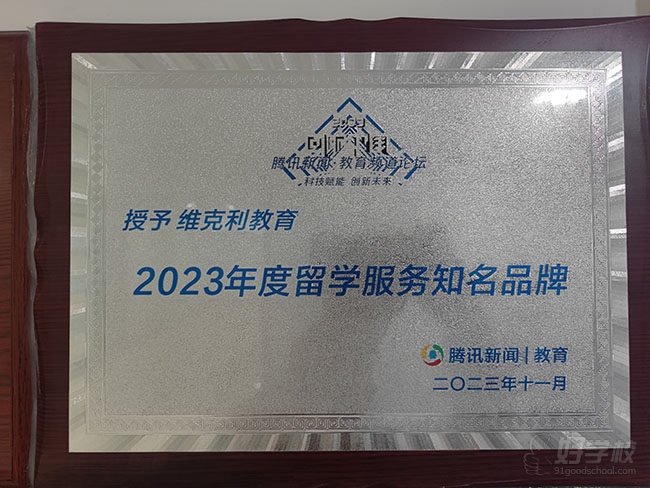 腾讯新闻·教育频道论坛
科技赋能 创新未来
授予 维克利教育
2023年度留学服务知名品牌
腾讯新闻|教育
二〇二三年十一月
好学校
91goodschool.com